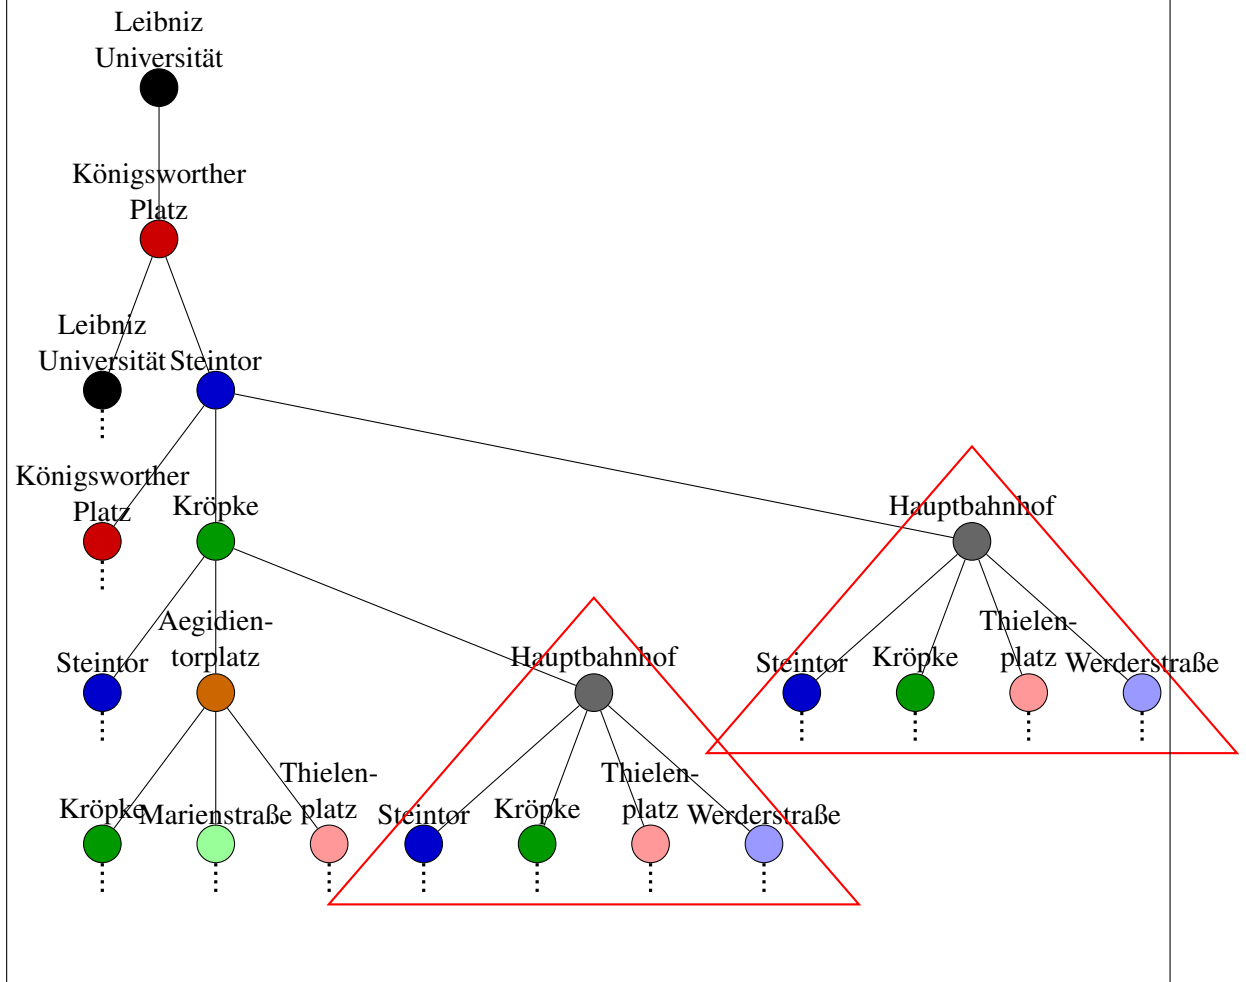 Leibniz
Universität
Königsworther
Platz
Leibniz
Universität
Steintor
Königsworther
Platz
Kröpke
Hauptbahnhof
Steintor
Aegidien-
torplatz
Hauptbahnhof
Steintor
Kröpke
Thielen-
platz
Werderstraße
Kröpke
Marienstraße
Thielen-
platz
Steintor
Kröpke
Thielen-
platz
Werderstraße